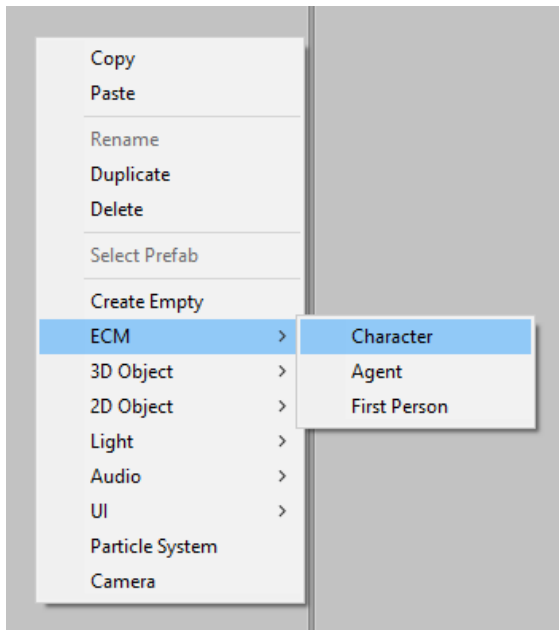 Copy
Paste
Rename
Duplicate
Delete
Select Prefab
Create Empty
ECM
Character
3D Object
Agent
2D Object
First Person
Light
Audio
UI
Particle System
Camera